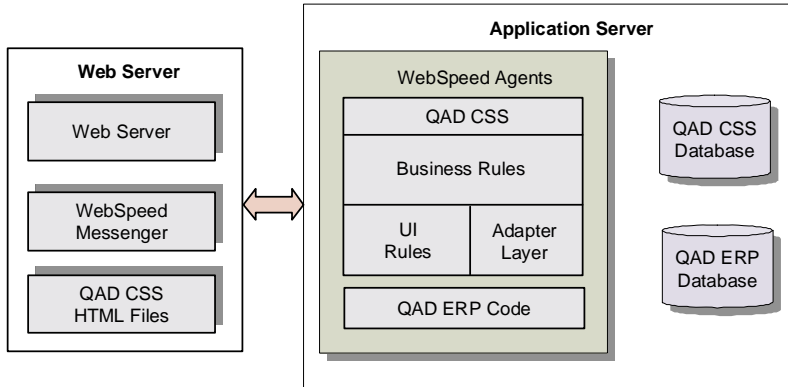 Web Server
Web Server
WebSpeed
Messenger
QAD CSS
HTML Files
Application Server
WebSpeed Agents
QAD CSS
Business Rules
UI
Rules
Adapter
Layer
QAD ERP Code
QAD CSS
Database
QAD ERP
Database